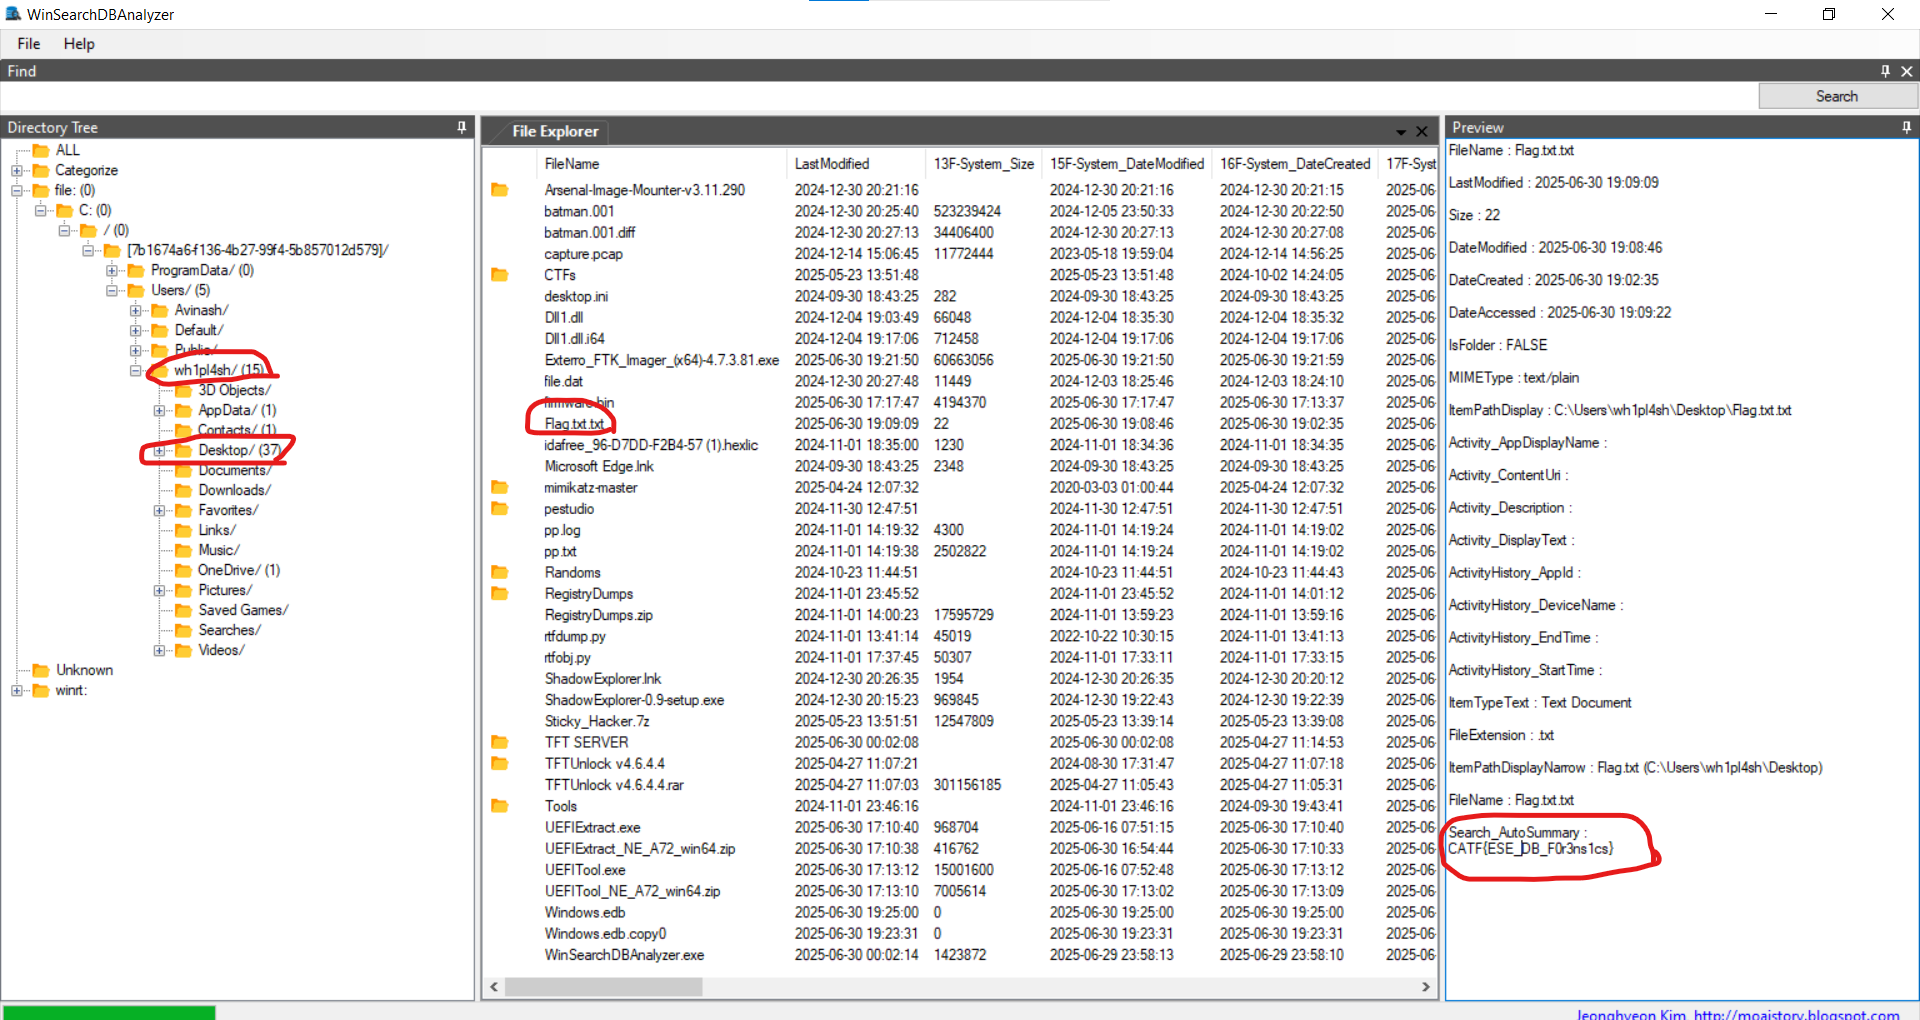 WinSearchDBAnalyzer
File Help
Find
Search
Directory Tree
ALL
Categorize
file: (0)
C: (0)
/ (0)
[7b1674a6-f136-4b27-99f4-5b857012d579]/
ProgramData/ (0)
Users/ (5)
Avinash/
Default/
Public/
wh1pl4sh/ (15)
3D Objects/
AppData/ (1)
Contacts/ (1)
Desktop/ (37)
Documents/
Downloads/
Favorites/
Links/
Music/
OneDrive/ (1)
Pictures/
Saved Games/
Searches/
Videos/
Unknown
winrt:
File Explorer
FileName LastModified 13F-System_Size 15F-System_DateModified 16F-System_DateCreated 17F-Syst
Arsenal-Image-Mounter-v3.11.290 2024-12-30 20:21:16 2024-12-30 20:21:16 2024-12-30 20:21:15 2025-06-
batman.001 2024-12-30 20:25:40 523239424 2024-12-05 23:50:33 2024-12-30 20:22:50 2025-06-
batman.001.diff 2024-12-30 20:27:13 34406400 2024-12-30 20:27:13 2024-12-30 20:27:08 2025-06-
capture.pcap 2024-12-14 15:06:45 11772444 2023-05-18 19:59:04 2024-12-14 14:56:25 2025-06-
CTFs 2025-05-23 13:51:48 2025-05-23 13:51:48 2024-10-02 14:24:05 2025-06-
desktop.ini 2024-09-30 18:43:25 282 2024-09-30 18:43:25 2024-09-30 18:43:25 2025-06-
Dll1.dll 2024-12-04 19:03:49 66048 2024-12-04 18:35:30 2024-12-04 18:35:32 2025-06-
Dll1.dll.i64 2024-12-04 19:17:06 712458 2024-12-04 19:17:06 2024-12-04 19:17:06 2025-06-
Exterro_FTK_Imager_(x64)-4.7.3.81.exe 2025-06-30 19:21:50 60663056 2025-06-30 19:21:50 2025-06-30 19:21:59 2025-06-
file.dat 2024-12-30 20:27:48 11449 2024-12-03 18:25:46 2024-12-03 18:24:10 2025-06-
firmware.bin 2025-06-30 17:17:47 4194370 2025-06-30 17:17:47 2025-06-30 17:13:37 2025-06-
Flag.txt.txt 2025-06-30 19:09:09 22 2025-06-30 19:08:46 2025-06-30 19:02:35 2025-06-
idafree_96-D7DD-F2B4-57 (1).hexlic 2024-11-01 18:35:00 1230 2024-11-01 18:34:36 2024-11-01 18:34:35 2025-06-
Microsoft Edge.lnk 2024-09-30 18:43:25 2348 2024-09-30 18:43:25 2024-09-30 18:43:25 2025-06-
mimikatz-master 2025-04-24 12:07:32 2020-03-03 01:00:44 2025-04-24 12:07:32 2025-06-
pestudio 2024-11-30 12:47:51 2024-11-30 12:47:51 2024-11-30 12:47:51 2025-06-
pp.log 2024-11-01 14:19:32 4300 2024-11-01 14:19:24 2024-11-01 14:19:02 2025-06-
pp.txt 2024-11-01 14:19:38 2502822 2024-11-01 14:19:24 2024-11-01 14:19:02 2025-06-
Randoms 2024-10-23 11:44:51 2024-10-23 11:44:51 2024-10-23 11:44:43 2025-06-
RegistryDumps 2024-11-01 23:45:52 2024-11-01 23:45:52 2024-11-01 14:01:12 2025-06-
RegistryDumps.zip 2024-11-01 14:00:23 17595729 2024-11-01 13:59:23 2024-11-01 13:59:16 2025-06-
rtfdump.py 2024-11-01 13:41:14 45019 2022-10-22 10:30:15 2024-11-01 13:41:13 2025-06-
rtfobj.py 2024-11-01 17:37:45 50307 2024-11-01 17:33:11 2024-11-01 17:33:15 2025-06-
ShadowExplorer.lnk 2024-12-30 20:26:35 1954 2024-12-30 20:26:35 2024-12-30 20:20:12 2025-06-
ShadowExplorer-0.9-setup.exe 2024-12-30 20:15:23 969845 2024-12-30 19:22:43 2024-12-30 19:22:39 2025-06-
Sticky_Hacker.7z 2025-05-23 13:51:51 12547809 2025-05-23 13:39:14 2025-05-23 13:39:08 2025-06-
TFT SERVER 2025-06-30 00:02:08 2025-06-30 00:02:08 2025-04-27 11:14:53 2025-06-
TFTUnlock v4.6.4.4 2025-04-27 11:07:21 2024-08-30 17:31:47 2025-04-27 11:07:18 2025-06-
TFTUnlock v4.6.4.4.rar 2025-04-27 11:07:03 301156185 2025-04-27 11:05:43 2025-04-27 11:05:31 2025-06-
Tools 2024-11-01 23:46:16 2024-11-01 23:46:16 2024-09-30 19:43:41 2025-06-
UEFIExtract.exe 2025-06-30 17:10:40 968704 2025-06-16 07:51:15 2025-06-30 17:10:40 2025-06-
UEFIExtract_NE_A72_win64.zip 2025-06-30 17:10:38 416762 2025-06-30 16:54:44 2025-06-30 17:10:33 2025-06-
UEFITool.exe 2025-06-30 17:13:12 15001600 2025-06-16 07:52:48 2025-06-30 17:13:12 2025-06-
UEFITool_NE_A72_win64.zip 2025-06-30 17:13:10 7005614 2025-06-30 17:13:02 2025-06-30 17:13:09 2025-06-
Windows.edb 2025-06-30 19:25:00 0 2025-06-30 19:25:00 2025-06-30 19:25:00 2025-06-
Windows.edb.copy0 2025-06-30 19:23:31 0 2025-06-30 19:23:31 2025-06-30 19:23:31 2025-06-
WinSearchDBAnalyzer.exe 2025-06-30 00:02:14 1423872 2025-06-29 23:58:13 2025-06-29 23:58:10 2025-06-
Preview
FileName : Flag.txt.txt
LastModified : 2025-06-30 19:09:09
Size : 22
DateModified : 2025-06-30 19:08:46
DateCreated : 2025-06-30 19:02:35
DateAccessed : 2025-06-30 19:09:22
IsFolder : FALSE
MIMEType : text/plain
ItemPathDisplay : C:\Users\wh1pl4sh\Desktop\Flag.txt.txt
Activity_AppDisplayName :
Activity_ContentUri :
Activity_Description :
Activity_DisplayText :
ActivityHistory_AppId :
ActivityHistory_DeviceName :
ActivityHistory_EndTime :
ActivityHistory_StartTime :
ItemTypeText : Text Document
FileExtension : .txt
ItemPathDisplayNarrow : Flag.txt (C:\Users\wh1pl4sh\Desktop)
FileName : Flag.txt.txt
Search_AutoSummary :
CATF{ESE_DB_F0r3ns1cs}
Jeonghyeon Kim, http://moaistory.blogspot.com